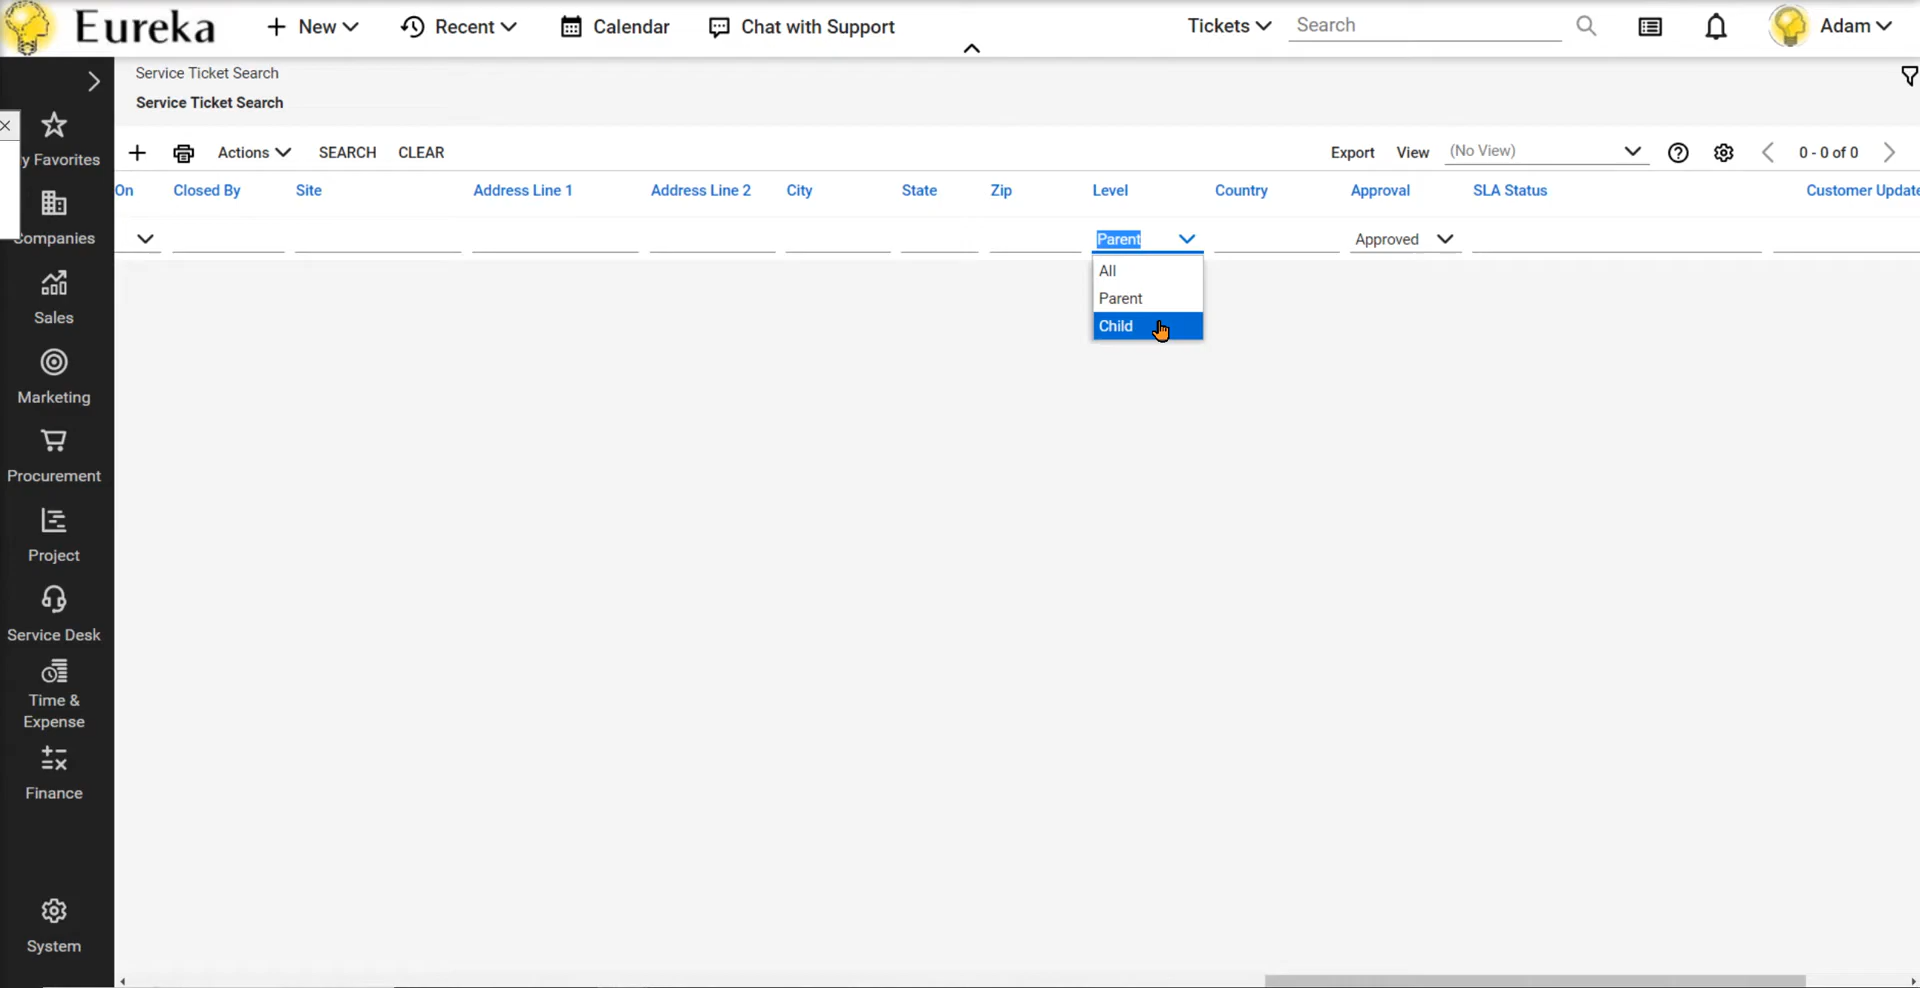 Eureka
New
Recent
Calendar
Chat with Support
Tickets
Search
Adam
Service Ticket Search
Service Ticket Search
Actions
SEARCH
CLEAR
Export
View
(No View)
0 - 0 of 0
On
Closed By
Site
Address Line 1
Address Line 2
City
State
Zip
Level
Country
Approval
SLA Status
Customer Update
Parent
Approved
All
Parent
Child
y Favorites
Companies
Sales
Marketing
Procurement
Project
Service Desk
Time &
Expense
Finance
System